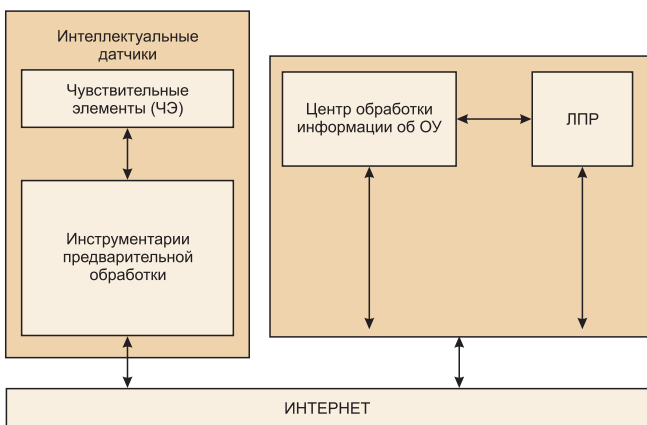 Интеллектуальные
датчики
Чувствительные
элементы (ЧЭ)
Инструментарии
предварительной
обработки
Центр обработки
информации об ОУ
ЛПР
ИНТЕРНЕТ